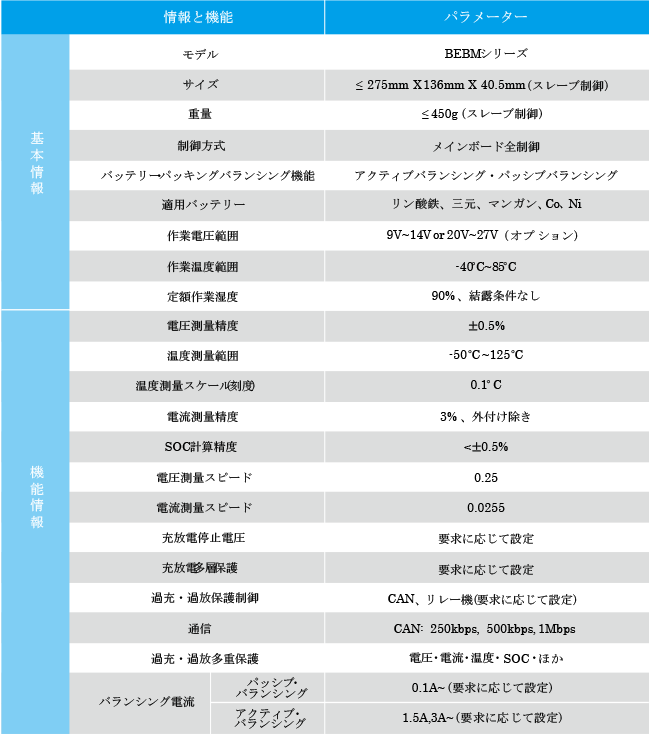 情報と機能 パラメーター
基本情報
モデル BEBMシリーズ
サイズ ≤ 275mm X 136mm X 40.5mm (スレーブ制御)
重量 ≤450g (スレーブ制御)
制御方式 メインボード全制御
バッテリーパッキングバランシング機能 アクティブバランシング・パッシブバランシング
適用バッテリー リン酸鉄、三元、マンガン、Co、Ni
作業電圧範囲 9V~14V or 20V~27V (オプション)
作業温度範囲 -40℃~85℃
定額作業湿度 90%、結露条件なし
機能情報
電圧測量精度 ±0.5%
温度測量範囲 -50℃~125℃
温度測量スケール(刻度) 0.1°C
電流測量精度 3%、外付け除き
SOC計算精度 <±0.5%
電圧測量スピード 0.25
電流測量スピード 0.0255
充放電停止電圧 要求に応じて設定
充放電多層保護 要求に応じて設定
過充・過放保護制御 CAN、リレー機(要求に応じて設定)
通信 CAN: 250kbps, 500kbps, 1Mbps
過充・過放多重保護 電圧・電流・温度・SOC・ほか
バランシング電流
パッシブ・
バランシング
0.1A~(要求に応じて設定)
アクティブ・
バランシング
1.5A,3A~(要求に応じて設定)